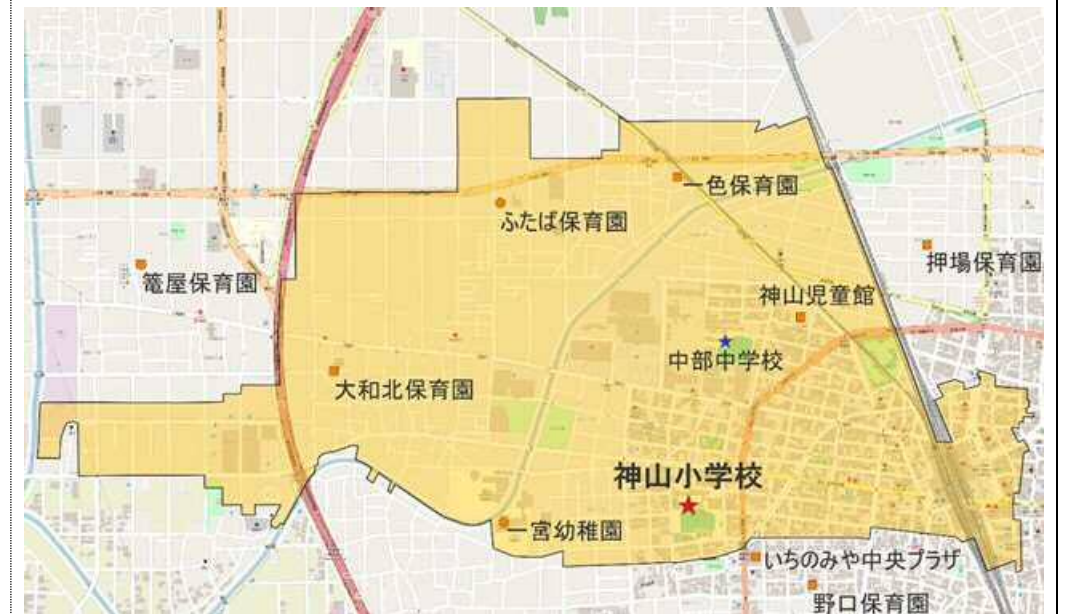 一色保育園
ふたば保育園
押場保育園
篭屋保育園
神山児童館
中部中学校
大和北保育園
神山小学校
一宮幼稚園
いちのみや中央プラザ
野口保育園